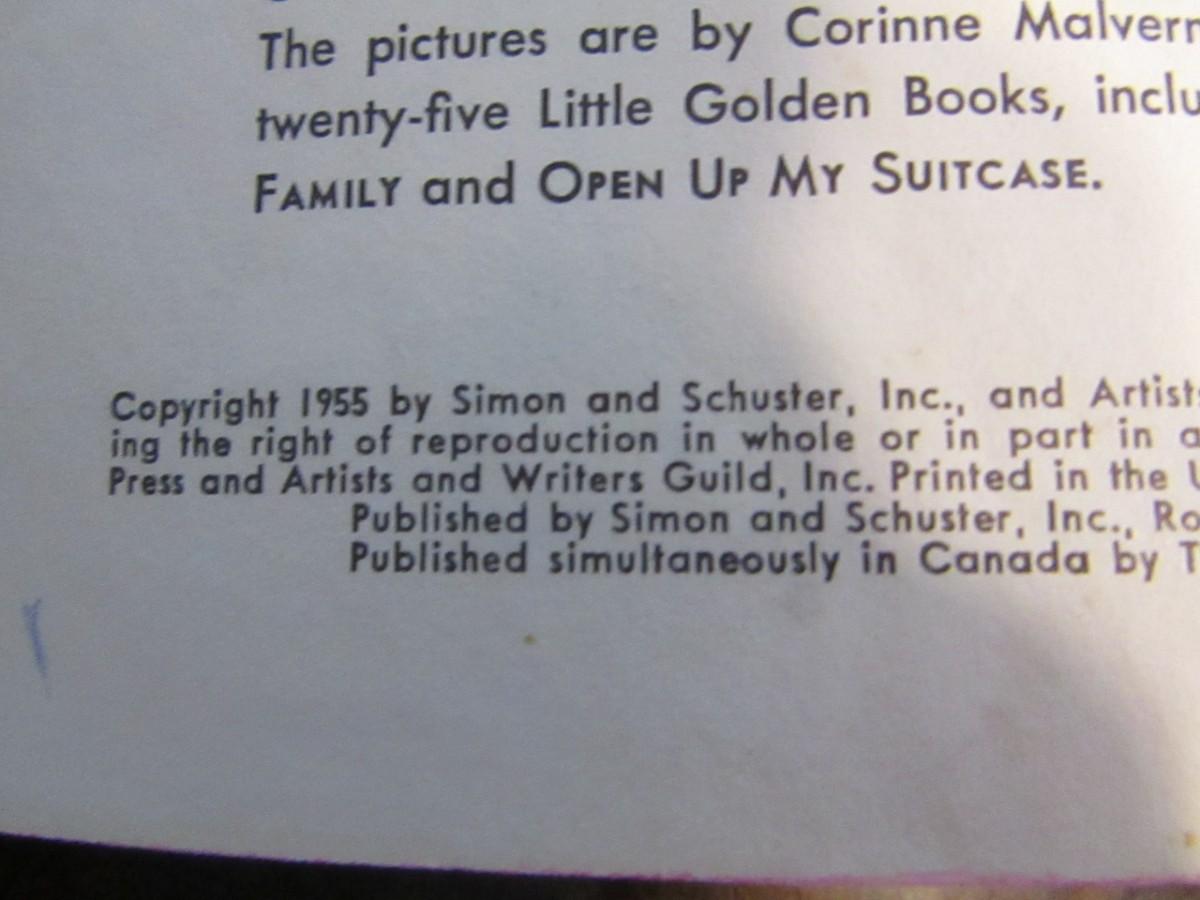 The pictures are by Corinne Malvern
twenty-five Little Golden Books, inclu
FAMILY and OPEN UP MY SUITCASE.
Copyright 1955 by Simon and Schuster, Inc., and Artists
ing the right of reproduction in whole or in part in a
Press and Artists and Writers Guild, Inc. Printed in the U
Published by Simon and Schuster, Inc., Ro
Published simultaneously in Canada by T